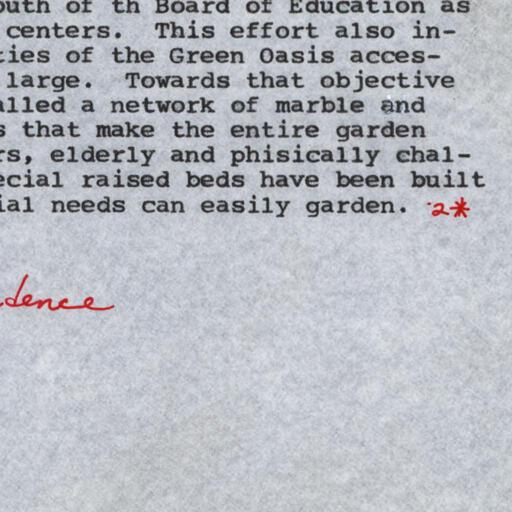 outh of th Board of Education as
centers. This effort also in-
ties of the Green Oasis acces-
large. Towards that objective
alled a network of marble and
s that make the entire garden
rs, elderly and phisically chal-
ecial raised beds have been built
ial needs can easily garden. 2*
dence